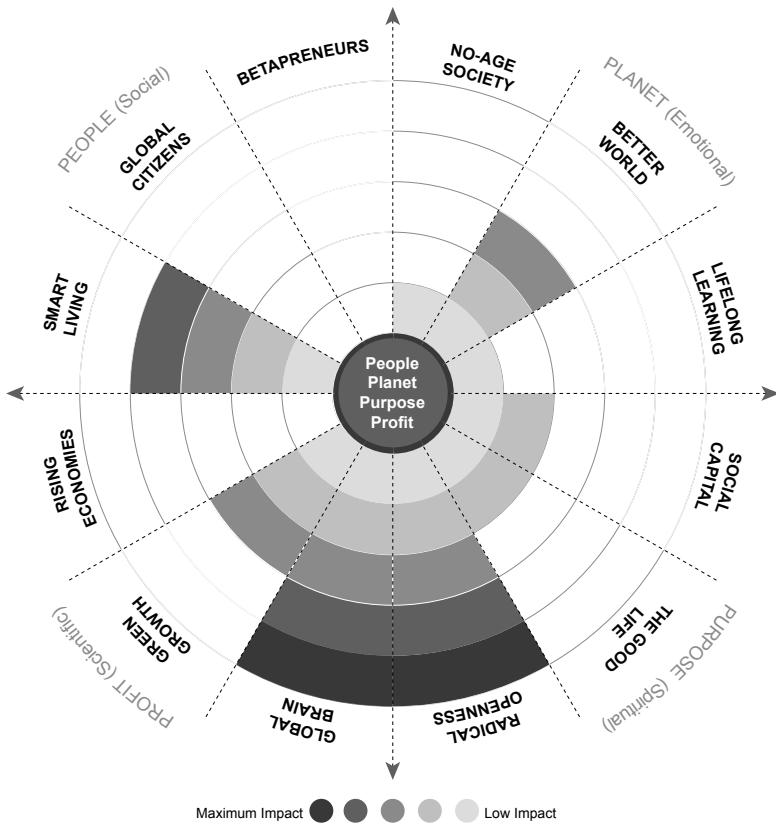 BETAPRENEURS
NO-AGE
SOCIETY
PEOPLE (Social)
PLANET (Emotional)
GLOBAL
CITIZENS
BETTER
WORLD
SMART
LIVING
LIFELONG
LEARNING
People
Planet
Purpose
Profit
RISING
ECONOMIES
SOCIAL
CAPITAL
GREEN
GROWTH
THE GOOD
LIFE
PROFIT (Scientific)
PURPOSE (Spiritual)
GLOBAL
BRAIN
RADICAL
OPENNESS
Maximum Impact
Low Impact